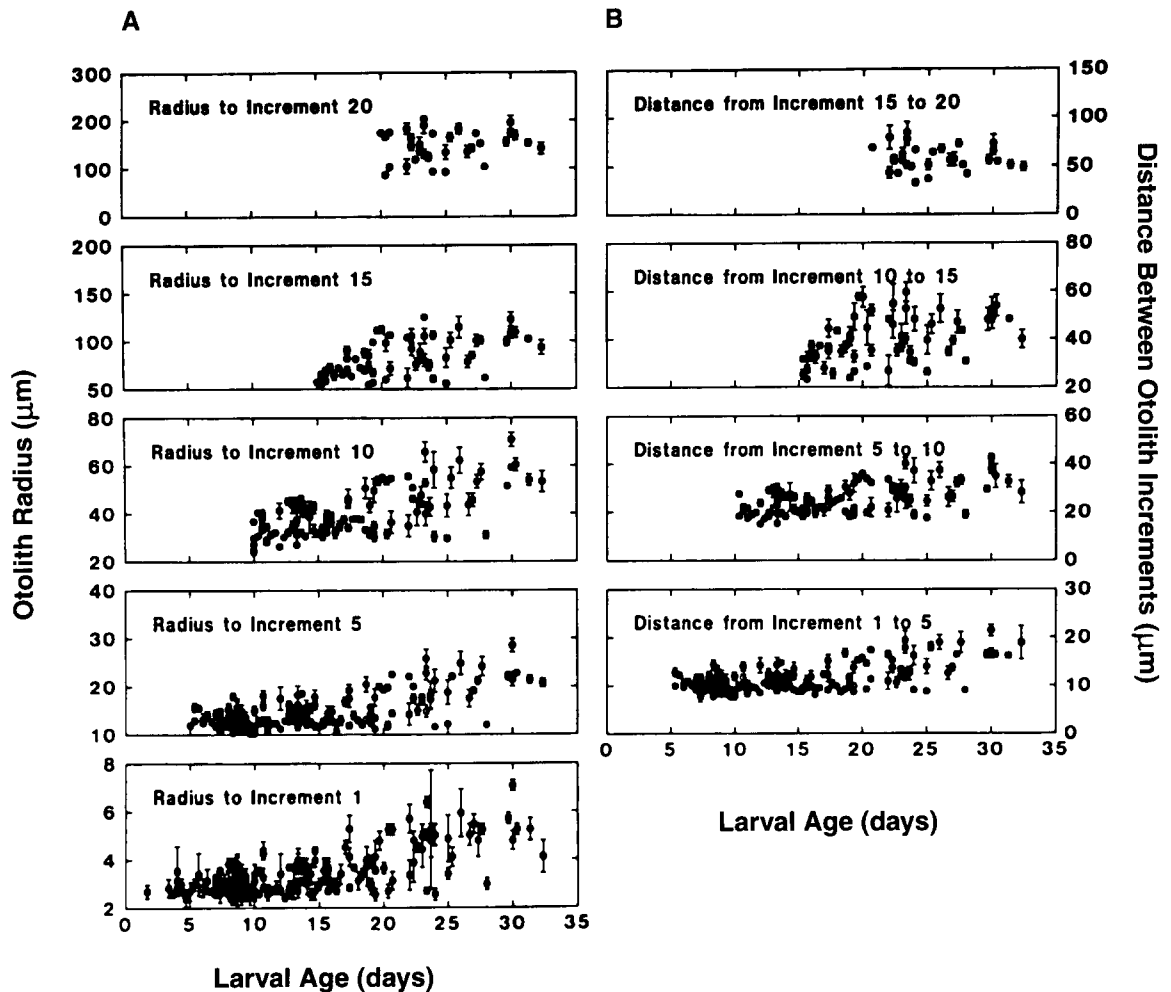 A
B
Otolith Radius (µm)
300
200
100
0
Radius to Increment 20
200
150
100
50
Radius to Increment 15
80
60
40
20
Radius to Increment 10
40
30
20
10
Radius to Increment 5
8
6
4
2
Radius to Increment 1
0 5 10 15 20 25 30 35
Larval Age (days)
Distance from Increment 15 to 20
150
100
50
0
Distance from Increment 10 to 15
80
60
40
20
Distance from Increment 5 to 10
60
40
20
0
Distance from Increment 1 to 5
30
20
10
0
0 5 10 15 20 25 30 35
Larval Age (days)
Distance Between Otolith Increments (µm)